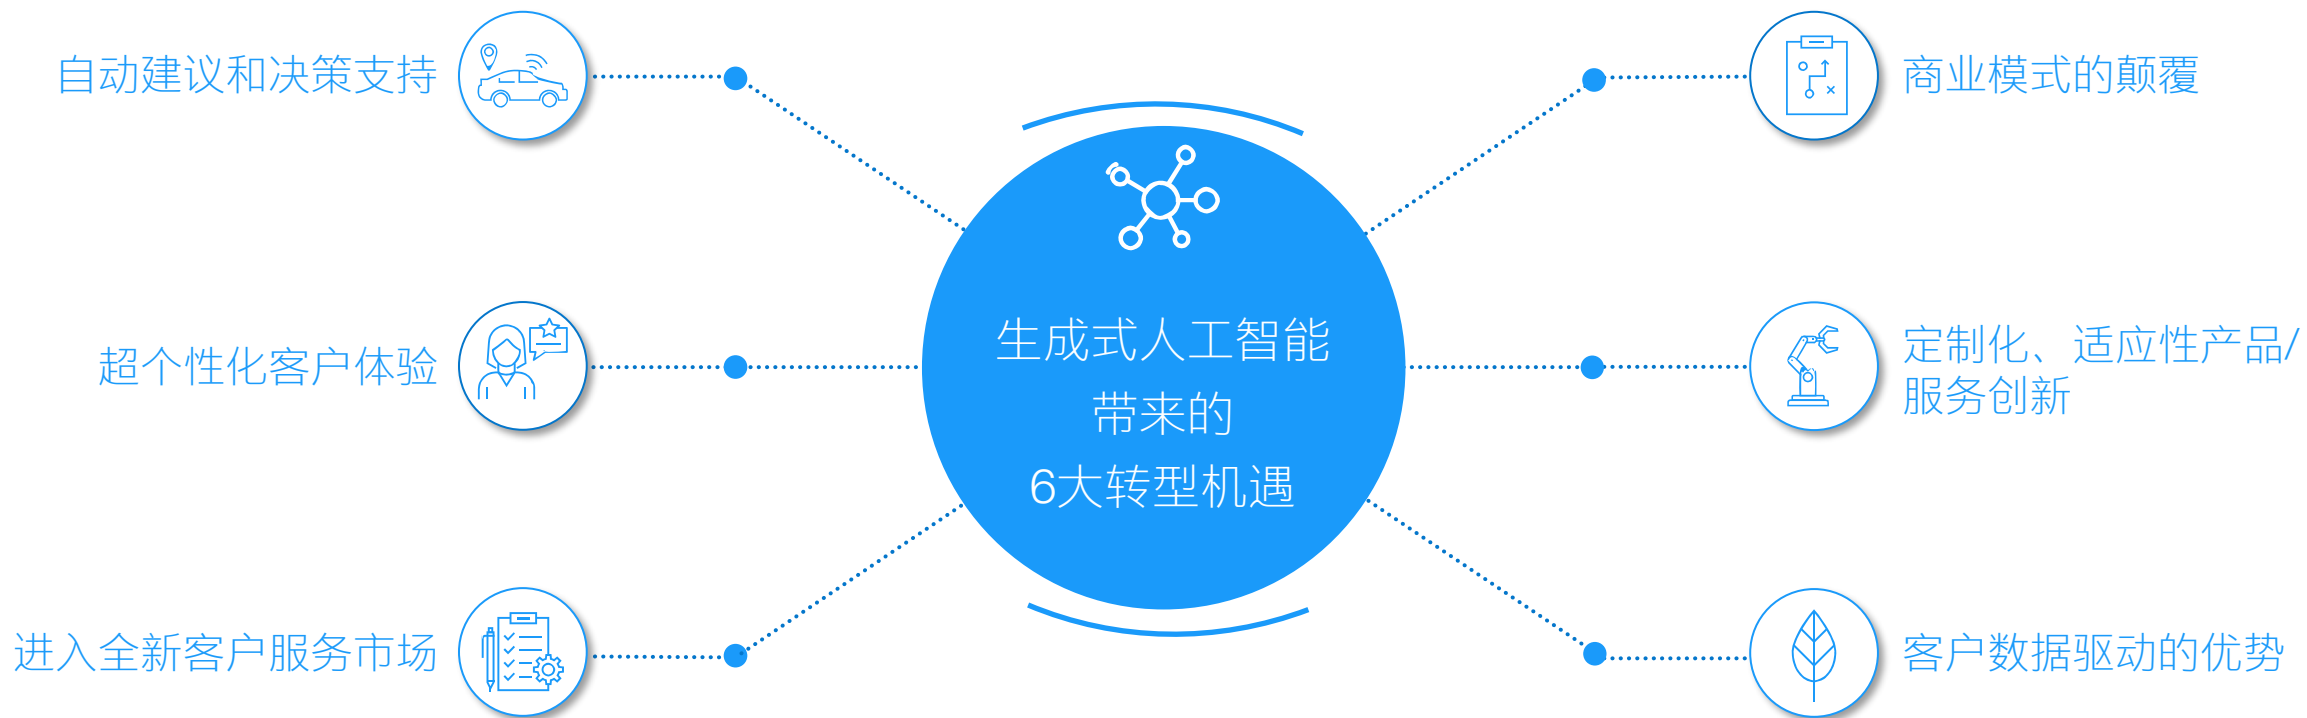 自动建议和决策支持
超个性化客户体验
进入全新客户服务市场
生成式人工智能
带来的
6大转型机遇
商业模式的颠覆
定制化、适应性产品/
服务创新
客户数据驱动的优势